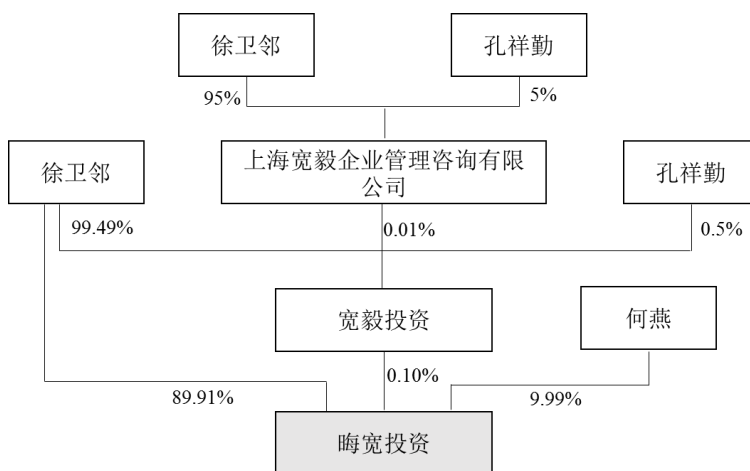 徐卫邻
孔祥勤
95%
5%
徐卫邻
上海宽毅企业管理咨询有限
公司
孔祥勤
99.49%
0.01%
0.5%
宽毅投资
何燕
0.10%
89.91%
9.99%
晦宽投资